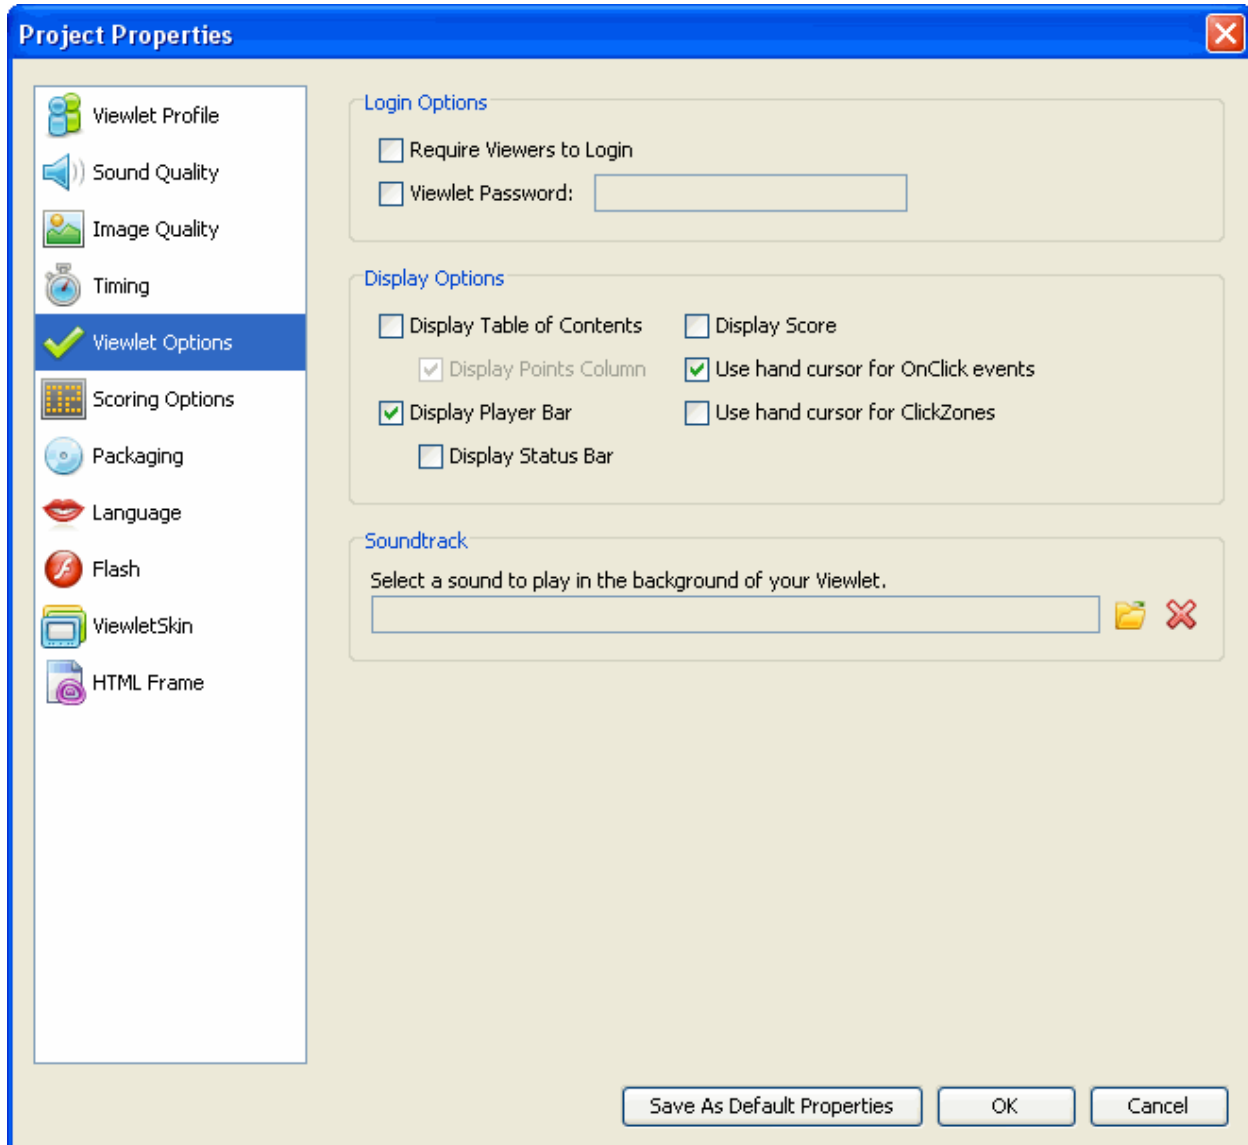 Project Properties
Viewlet Profile
Sound Quality
Image Quality
Timing
Viewlet Options
Scoring Options
Packaging
Language
Flash
ViewletSkin
HTML Frame
Login Options
Require Viewers to Login
Viewlet Password:
Display Options
Display Table of Contents
Display Points Column
Display Player Bar
Display Status Bar
Display Score
Use hand cursor for OnClick events
Use hand cursor for ClickZones
Soundtrack
Select a sound to play in the background of your Viewlet.
Save As Default Properties
OK
Cancel